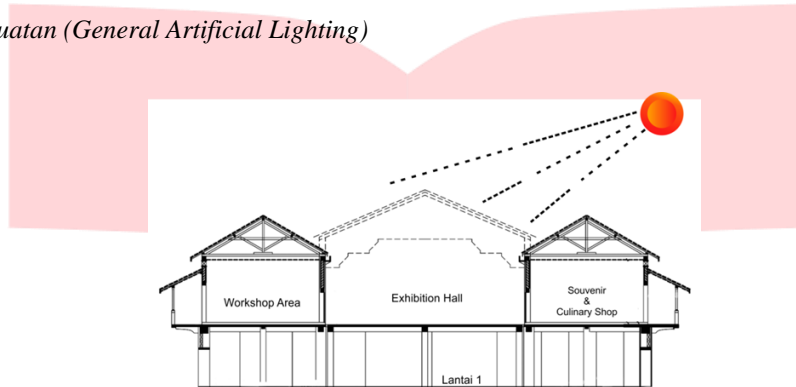 uatan (General Artificial Lighting)
Workshop Area
Exhibition Hall
Souvenir
&
Culinary Shop
Lantai 1